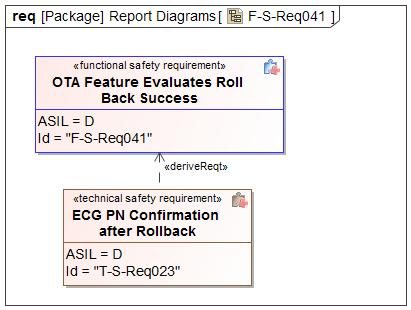 req [Package] Report Diagrams[ F-S-Req041 ]
«functional safety requirement»
OTA Feature Evaluates Roll
Back Success
ASIL = D
Id = "F-S-Req041"
«deriveReqt»
«technical safety requirement»
ECG PN Confirmation
after Rollback
ASIL = D
Id = "T-S-Req023"